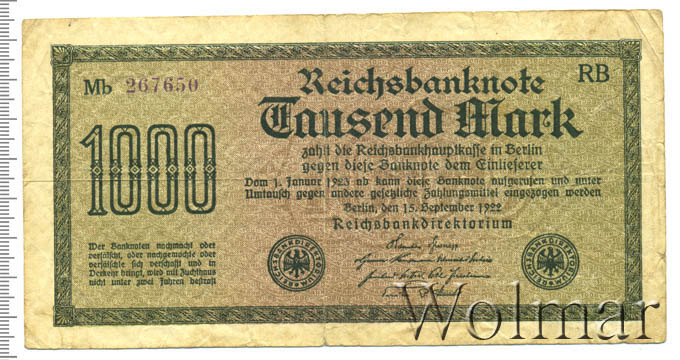 Mb 267650
RB
Reichsbanknote
Tausend Mark
1000
zahlt die Reichsbankhauptkasse in Berlin
gegen diese Banknote dem Einlieferer
Vom 1. Januar 1923 ab kann diese Banknote aufgerufen und unter
Umtausch gegen andere gesetzliche Zahlungsmittel eingezogen werden
Berlin, den 15. September 1922
Reichsbankdirektorium
Wer Banknoten nachmacht oder
verfälscht, oder nachgemachte oder
verfälschte sich verschafft und in
Verkehr bringt, wird mit Zuchthaus
nicht unter zwei Jahren bestraft
REICHSBANKDIREKTORIUM
REICHSBANKDIREKTORIUM
Wolmar